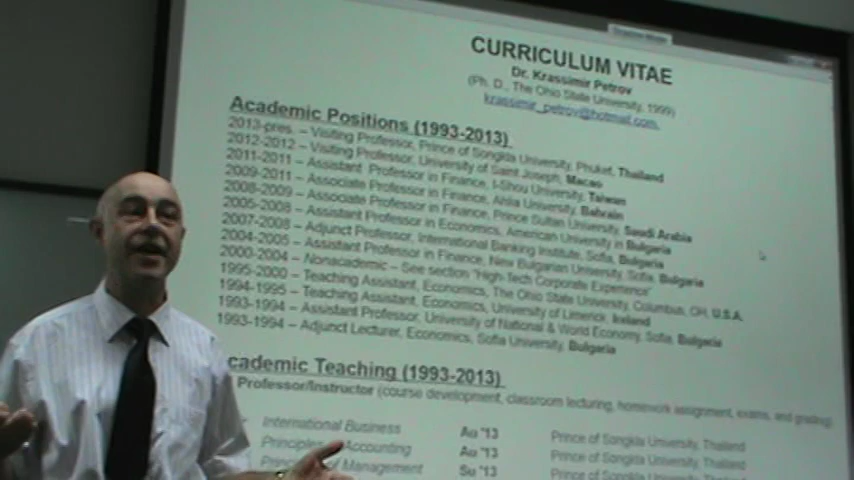 CURRICULUM VITAE
Dr. Krassimir Petrov
(Ph. D., The Ohio State University, 1999)
krassimir_petrov@hotmail.com,
Academic Positions (1993-2013)
2013-pres. – Visiting Professor, Prince of Songkla University, Phuket, Thailand
2012-2012 – Visiting Professor, University of Saint Joseph, Macao
2011-2011 – Assistant Professor in Finance, I-Shou University, Taiwan
2009-2011 – Associate Professor in Finance, Ahlia University, Bahrain
2008-2009 – Associate Professor in Finance, Prince Sultan University, Saudi Arabia
2005-2008 – Assistant Professor in Economics, American University in Bulgaria
2007-2008 – Adjunct Professor, International Banking Institute, Sofia, Bulgaria
2004-2005 – Assistant Professor in Finance, New Bulgarian University, Sofia, Bulgaria
2000-2004 – Nonacademic – See section "High-Tech Corporate Experience"
1995-2000 – Teaching Assistant, Economics, The Ohio State University, Columbus, OH, U.S.A.
1994-1995 – Teaching Assistant, Economics, University of Limerick, Ireland
1993-1994 – Assistant Professor, University of National & World Economy, Sofia, Bulgaria
1993-1994 – Adjunct Lecturer, Economics, Sofia University, Bulgaria
cademic Teaching (1993-2013)
Professor/Instructor (course development, classroom lecturing, homework assignment, exams, and grading)
International Business Au '13 Prince of Songkla University, Thailand
Principles Accounting Au '13 Prince of Songkla University, Thailand
of Management Su '13 Prince of Songkla University, Thailand